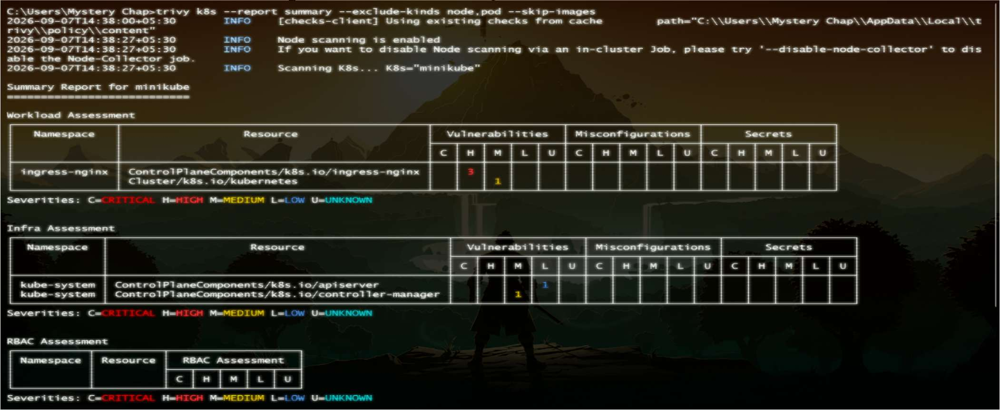 C:\Users\Mystery Chap>trivy k8s --report summary --exclude-kinds node,pod --skip-images
2026-09-07T14:38:00+05:30 INFO [checks-client] Using existing checks from cache path="C:\\Users\\Mystery Chap\\AppData\\Local\\t
rivy\\policy\\content"
2026-09-07T14:38:27+05:30 INFO Node scanning is enabled
2026-09-07T14:38:27+05:30 INFO If you want to disable Node scanning via an in-cluster Job, please try '--disable-node-collector' to dis
able the Node-Collector job.
2026-09-07T14:38:27+05:30 INFO Scanning K8s... K8s="minikube"
Summary Report for minikube
===========================
Workload Assessment
Namespace Resource Vulnerabilities Misconfigurations Secrets
C H M L U C H M L U C H M L U
ingress-nginx ControlPlaneComponents/k8s.io/ingress-nginx 3
Cluster/k8s.io/kubernetes 1
Severities: C=CRITICAL H=HIGH M=MEDIUM L=LOW U=UNKNOWN
Infra Assessment
Namespace Resource Vulnerabilities Misconfigurations Secrets
C H M L U C H M L U C H M L U
kube-system ControlPlaneComponents/k8s.io/apiserver 1
kube-system ControlPlaneComponents/k8s.io/controller-manager 1
Severities: C=CRITICAL H=HIGH M=MEDIUM L=LOW U=UNKNOWN
RBAC Assessment
Namespace Resource RBAC Assessment
C H M L U
Severities: C=CRITICAL H=HIGH M=MEDIUM L=LOW U=UNKNOWN